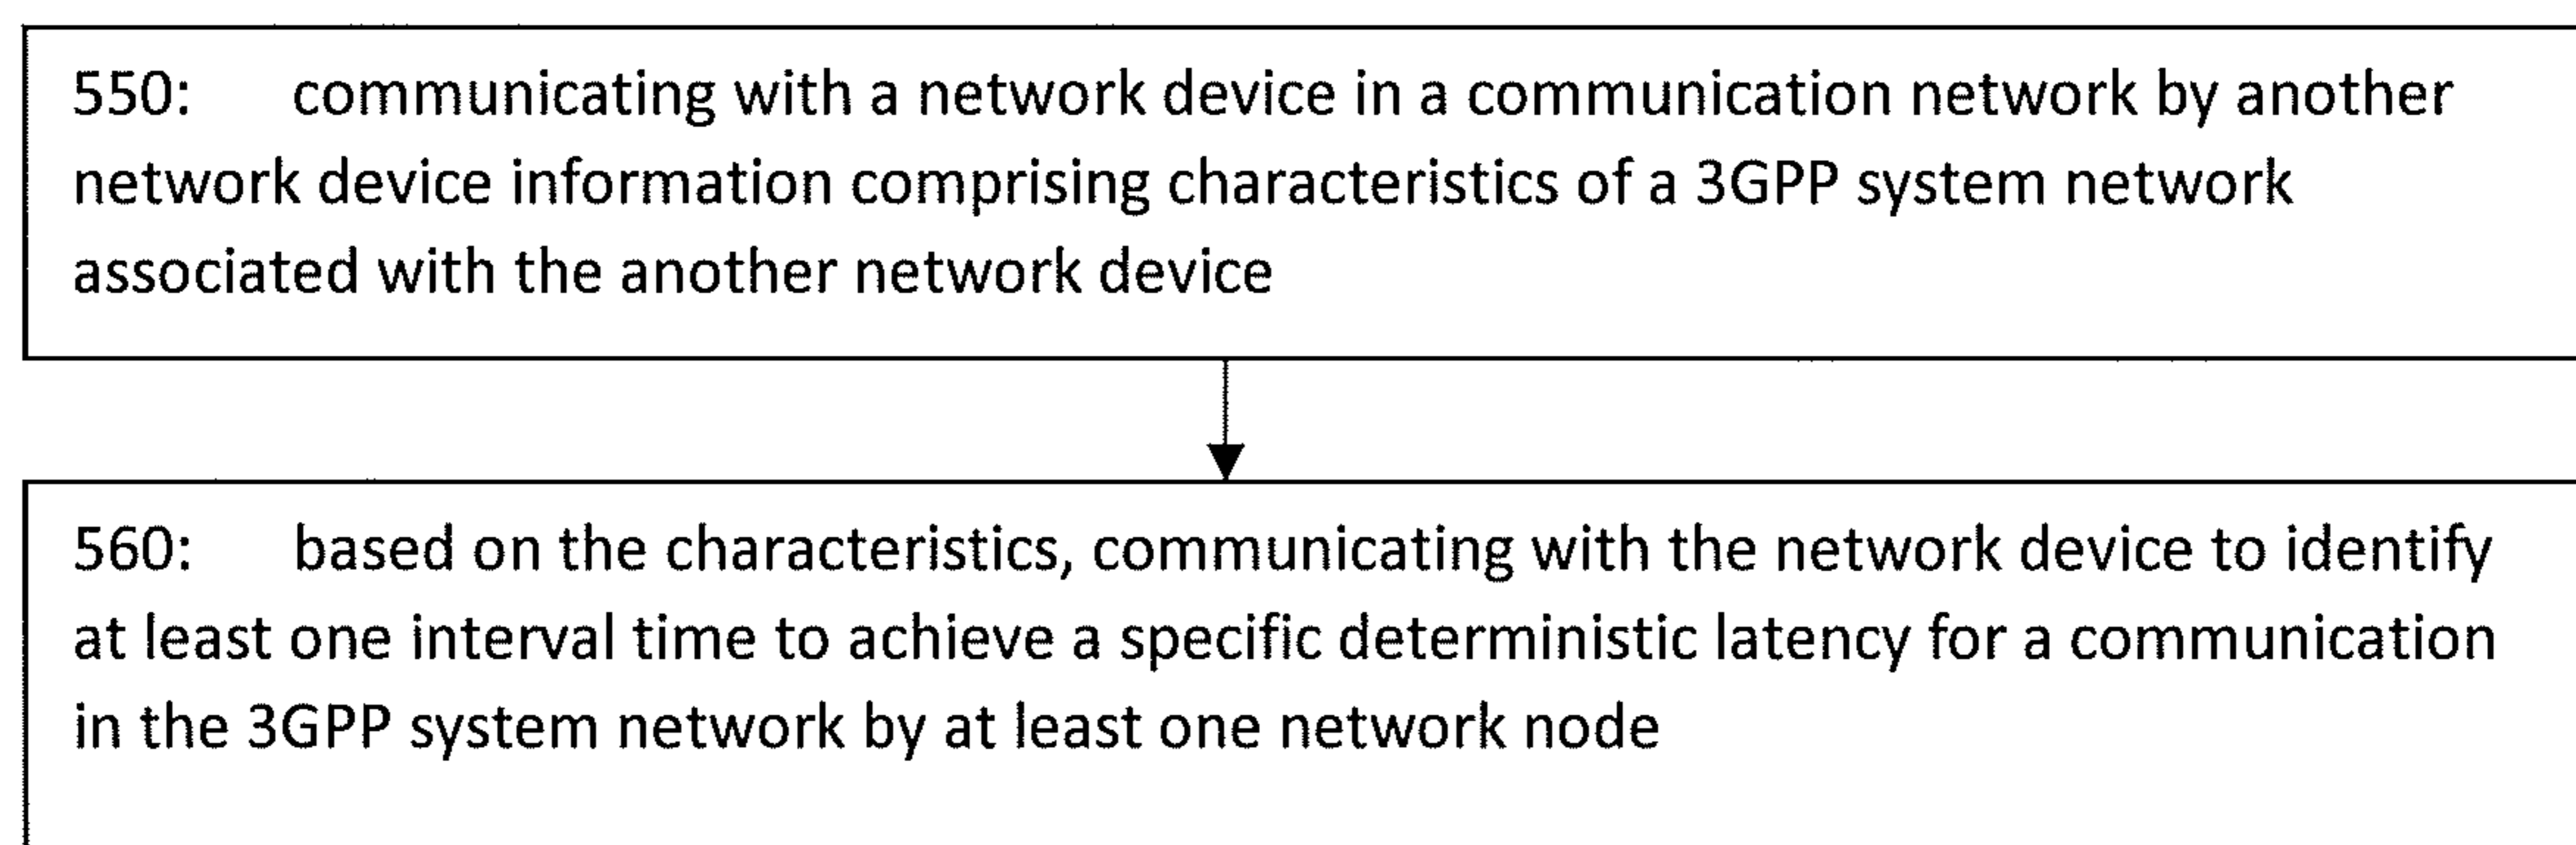 550: communicating with a network device in a communication network by another
network device information comprising characteristics of a 3GPP system network
associated with the another network device
560: based on the characteristics, communicating with the network device to identify
at least one interval time to achieve a specific deterministic latency for a communication
in the 3GPP system network by at least one network node